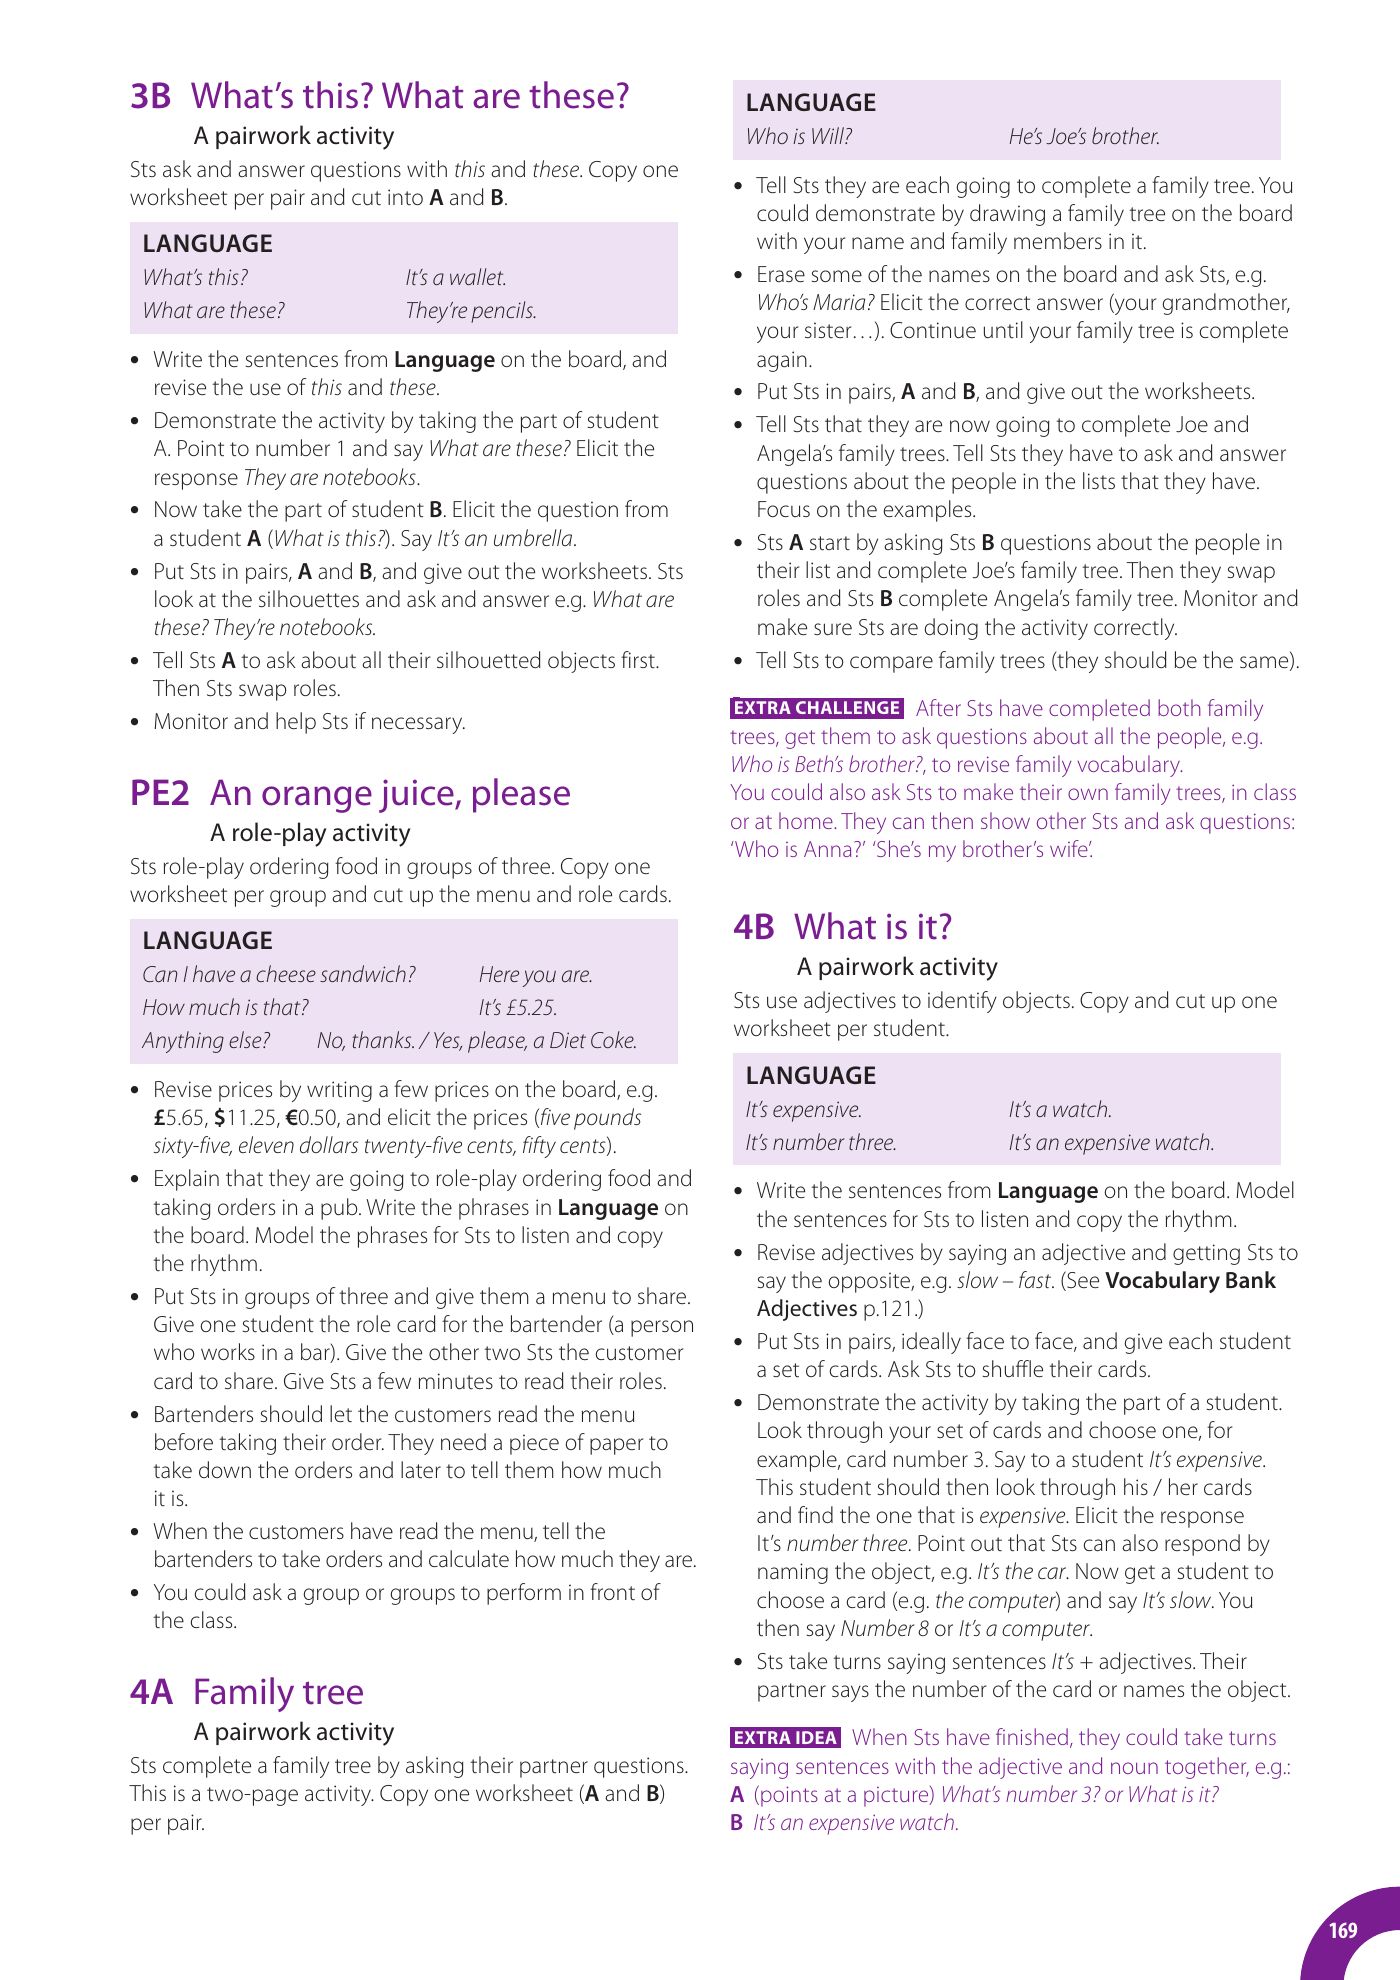 3B What's this? What are these?
A pairwork activity
Sts ask and answer questions with this and these. Copy one
worksheet per pair and cut into A and B.
LANGUAGE
What's this? It's a wallet.
What are these? They're pencils.
• Write the sentences from Language on the board, and
revise the use of this and these.
• Demonstrate the activity by taking the part of student
A. Point to number 1 and say What are these? Elicit the
response They are notebooks.
• Now take the part of student B. Elicit the question from
a student A (What is this?). Say It's an umbrella.
• Put Sts in pairs, A and B, and give out the worksheets. Sts
look at the silhouettes and ask and answer e.g. What are
these? They're notebooks.
• Tell Sts A to ask about all their silhouetted objects first.
Then Sts swap roles.
• Monitor and help Sts if necessary.
PE2 An orange juice, please
A role-play activity
Sts role-play ordering food in groups of three. Copy one
worksheet per group and cut up the menu and role cards.
LANGUAGE
Can I have a cheese sandwich? Here you are.
How much is that? It's £5.25.
Anything else? No, thanks. / Yes, please, a Diet Coke.
• Revise prices by writing a few prices on the board, e.g.
£5.65, $11.25, €0.50, and elicit the prices (five pounds
sixty-five, eleven dollars twenty-five cents, fifty cents).
• Explain that they are going to role-play ordering food and
taking orders in a pub. Write the phrases in Language on
the board. Model the phrases for Sts to listen and copy
the rhythm.
• Put Sts in groups of three and give them a menu to share.
Give one student the role card for the bartender (a person
who works in a bar). Give the other two Sts the customer
card to share. Give Sts a few minutes to read their roles.
• Bartenders should let the customers read the menu
before taking their order. They need a piece of paper to
take down the orders and later to tell them how much
it is.
• When the customers have read the menu, tell the
bartenders to take orders and calculate how much they are.
• You could ask a group or groups to perform in front of
the class.
4A Family tree
A pairwork activity
Sts complete a family tree by asking their partner questions.
This is a two-page activity. Copy one worksheet (A and B)
per pair.
LANGUAGE
Who is Will? He's Joe's brother.
• Tell Sts they are each going to complete a family tree. You
could demonstrate by drawing a family tree on the board
with your name and family members in it.
• Erase some of the names on the board and ask Sts, e.g.
Who's Maria? Elicit the correct answer (your grandmother,
your sister…). Continue until your family tree is complete
again.
• Put Sts in pairs, A and B, and give out the worksheets.
• Tell Sts that they are now going to complete Joe and
Angela's family trees. Tell Sts they have to ask and answer
questions about the people in the lists that they have.
Focus on the examples.
• Sts A start by asking Sts B questions about the people in
their list and complete Joe's family tree. Then they swap
roles and Sts B complete Angela's family tree. Monitor and
make sure Sts are doing the activity correctly.
• Tell Sts to compare family trees (they should be the same).
EXTRA CHALLENGE After Sts have completed both family
trees, get them to ask questions about all the people, e.g.
Who is Beth's brother?, to revise family vocabulary.
You could also ask Sts to make their own family trees, in class
or at home. They can then show other Sts and ask questions:
'Who is Anna?' 'She's my brother's wife'.
4B What is it?
A pairwork activity
Sts use adjectives to identify objects. Copy and cut up one
worksheet per student.
LANGUAGE
It's expensive. It's a watch.
It's number three. It's an expensive watch.
• Write the sentences from Language on the board. Model
the sentences for Sts to listen and copy the rhythm.
• Revise adjectives by saying an adjective and getting Sts to
say the opposite, e.g. slow – fast. (See Vocabulary Bank
Adjectives p.121.)
• Put Sts in pairs, ideally face to face, and give each student
a set of cards. Ask Sts to shuffle their cards.
• Demonstrate the activity by taking the part of a student.
Look through your set of cards and choose one, for
example, card number 3. Say to a student It's expensive.
This student should then look through his / her cards
and find the one that is expensive. Elicit the response
It's number three. Point out that Sts can also respond by
naming the object, e.g. It's the car. Now get a student to
choose a card (e.g. the computer) and say It's slow. You
then say Number 8 or It's a computer.
• Sts take turns saying sentences It's + adjectives. Their
partner says the number of the card or names the object.
EXTRA IDEA When Sts have finished, they could take turns
saying sentences with the adjective and noun together, e.g.:
A (points at a picture) What's number 3? or What is it?
B It's an expensive watch.
169